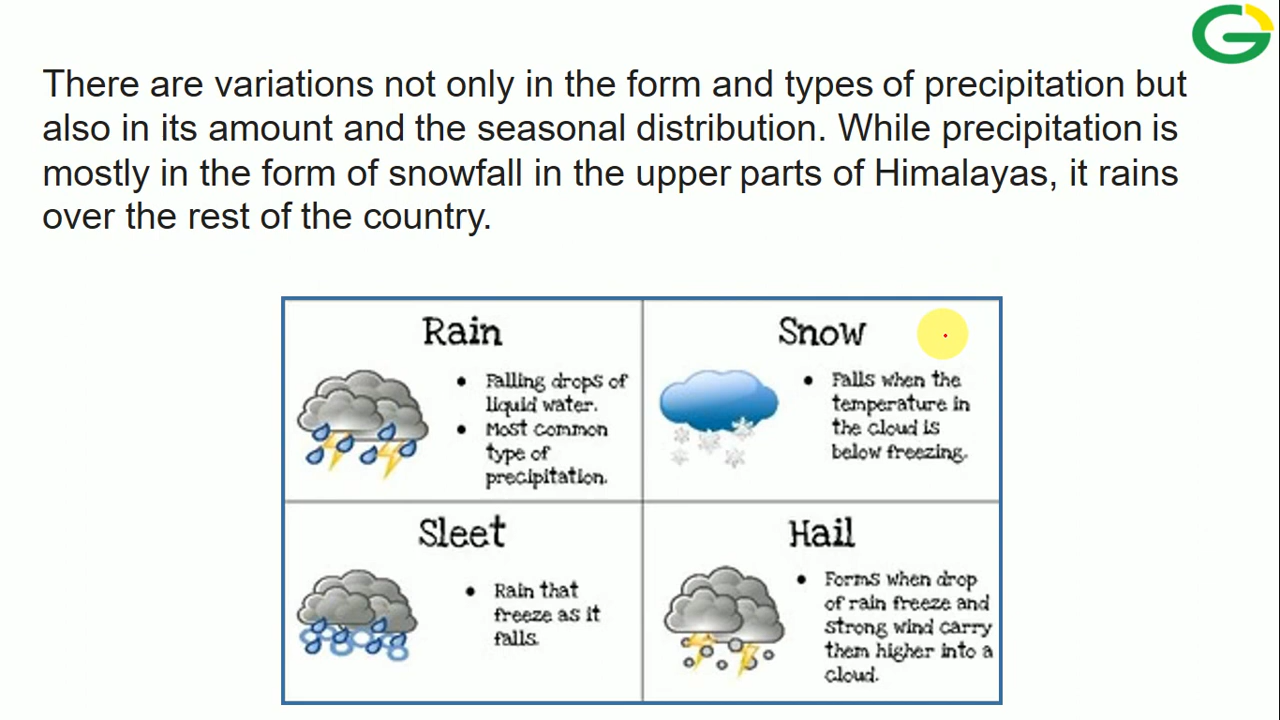 There are variations not only in the form and types of precipitation but
also in its amount and the seasonal distribution. While precipitation is
mostly in the form of snowfall in the upper parts of Himalayas, it rains
over the rest of the country.
Rain
• Falling drops of
liquid water.
• Most common
type of
precipitation.
Snow
• Falls when the
temperature in
the cloud is
below freezing.
Sleet
• Rain that
freeze as it
falls.
Hail
• Forms when drop
of rain freeze and
strong wind carry
them higher into a
cloud.